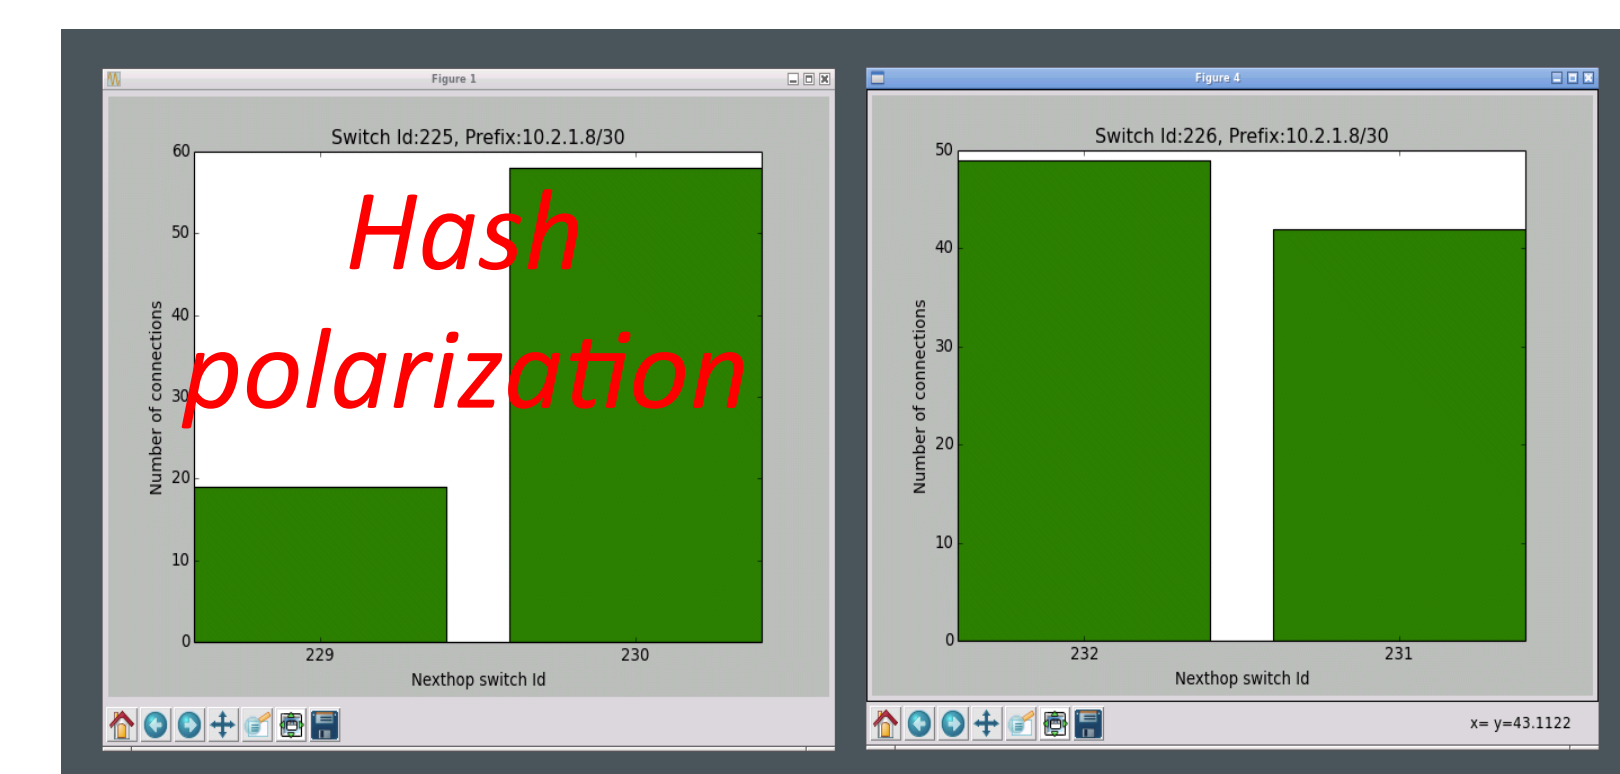 Figure 1
Switch Id:225, Prefix:10.2.1.8/30
60
50
40
30
20
10
0
Number of connections
Hash
polarization
229 230
Nexthop switch Id
Figure 4
Switch Id:226, Prefix:10.2.1.8/30
50
40
30
20
10
0
Number of connections
232 231
Nexthop switch Id
x= y=43.1122